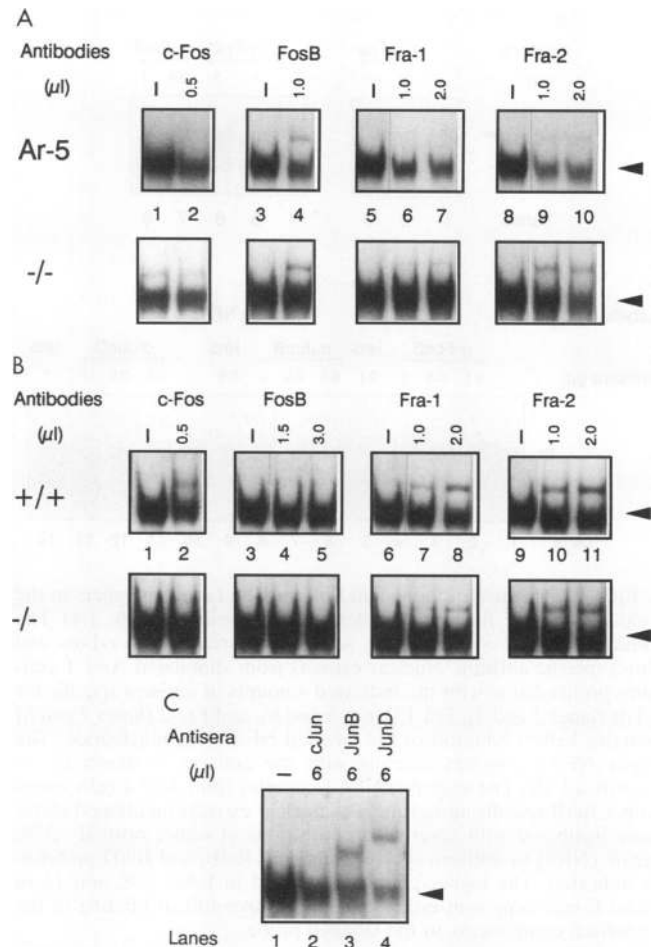 A
Antibodies c-Fos FosB Fra-1 Fra-2
(µl) – 0.5 – 1.0 – 1.0 2.0 – 1.0 2.0
Ar-5
1 2 3 4 5 6 7 8 9 10
-/-
B
Antibodies c-Fos FosB Fra-1 Fra-2
(µl) – 0.5 – 1.5 3.0 – 1.0 2.0 – 1.0 2.0
+/+
1 2 3 4 5 6 7 8 9 10 11
-/-
C
Antisera – cJun JunB JunD
(µl) 6 6 6
Lanes 1 2 3 4